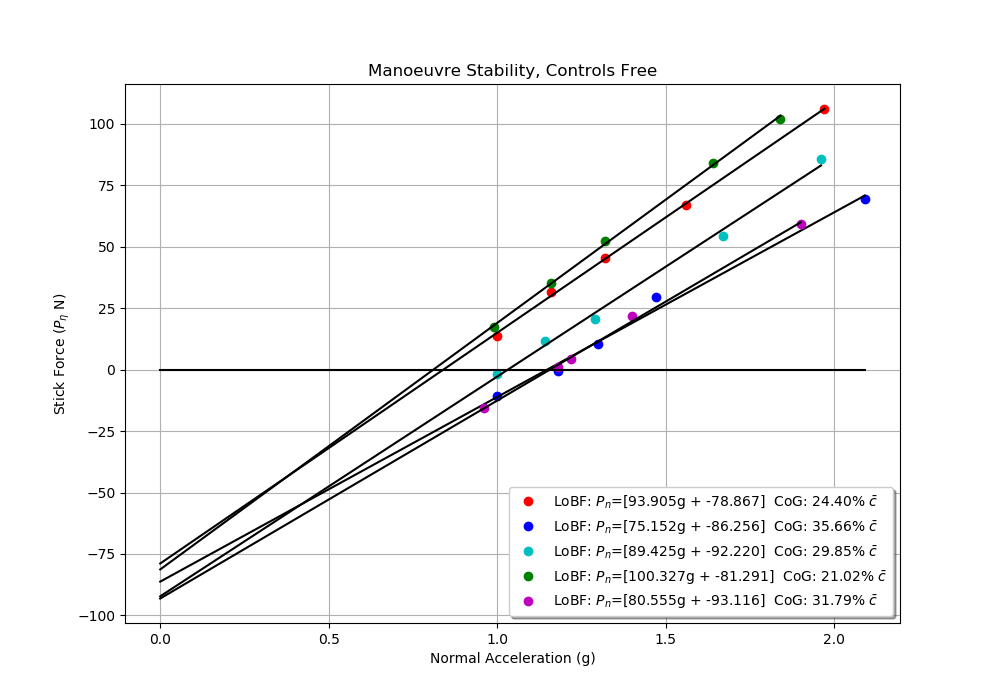 Manoeuvre Stability, Controls Free
Stick Force (Pη N)
100
75
50
25
0
−25
−50
−75
−100
0.0 0.5 1.0 1.5 2.0
Normal Acceleration (g)
LoBF: Pn=[93.905g + -78.867]  CoG: 24.40% c̄
LoBF: Pn=[75.152g + -86.256]  CoG: 35.66% c̄
LoBF: Pn=[89.425g + -92.220]  CoG: 29.85% c̄
LoBF: Pn=[100.327g + -81.291]  CoG: 21.02% c̄
LoBF: Pn=[80.555g + -93.116]  CoG: 31.79% c̄